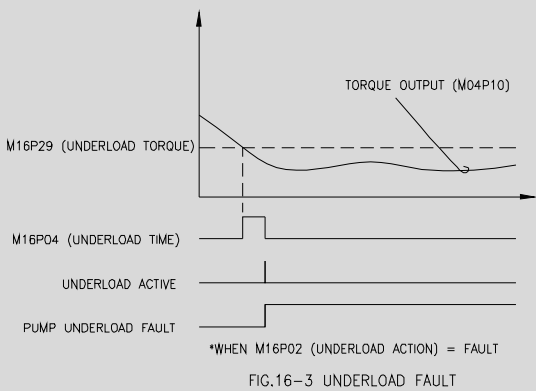 TORQUE OUTPUT (M04P10)
M16P29 (UNDERLOAD TORQUE)
M16P04 (UNDERLOAD TIME)
UNDERLOAD ACTIVE
PUMP UNDERLOAD FAULT
*WHEN M16P02 (UNDERLOAD ACTION) = FAULT
FIG.16-3 UNDERLOAD FAULT